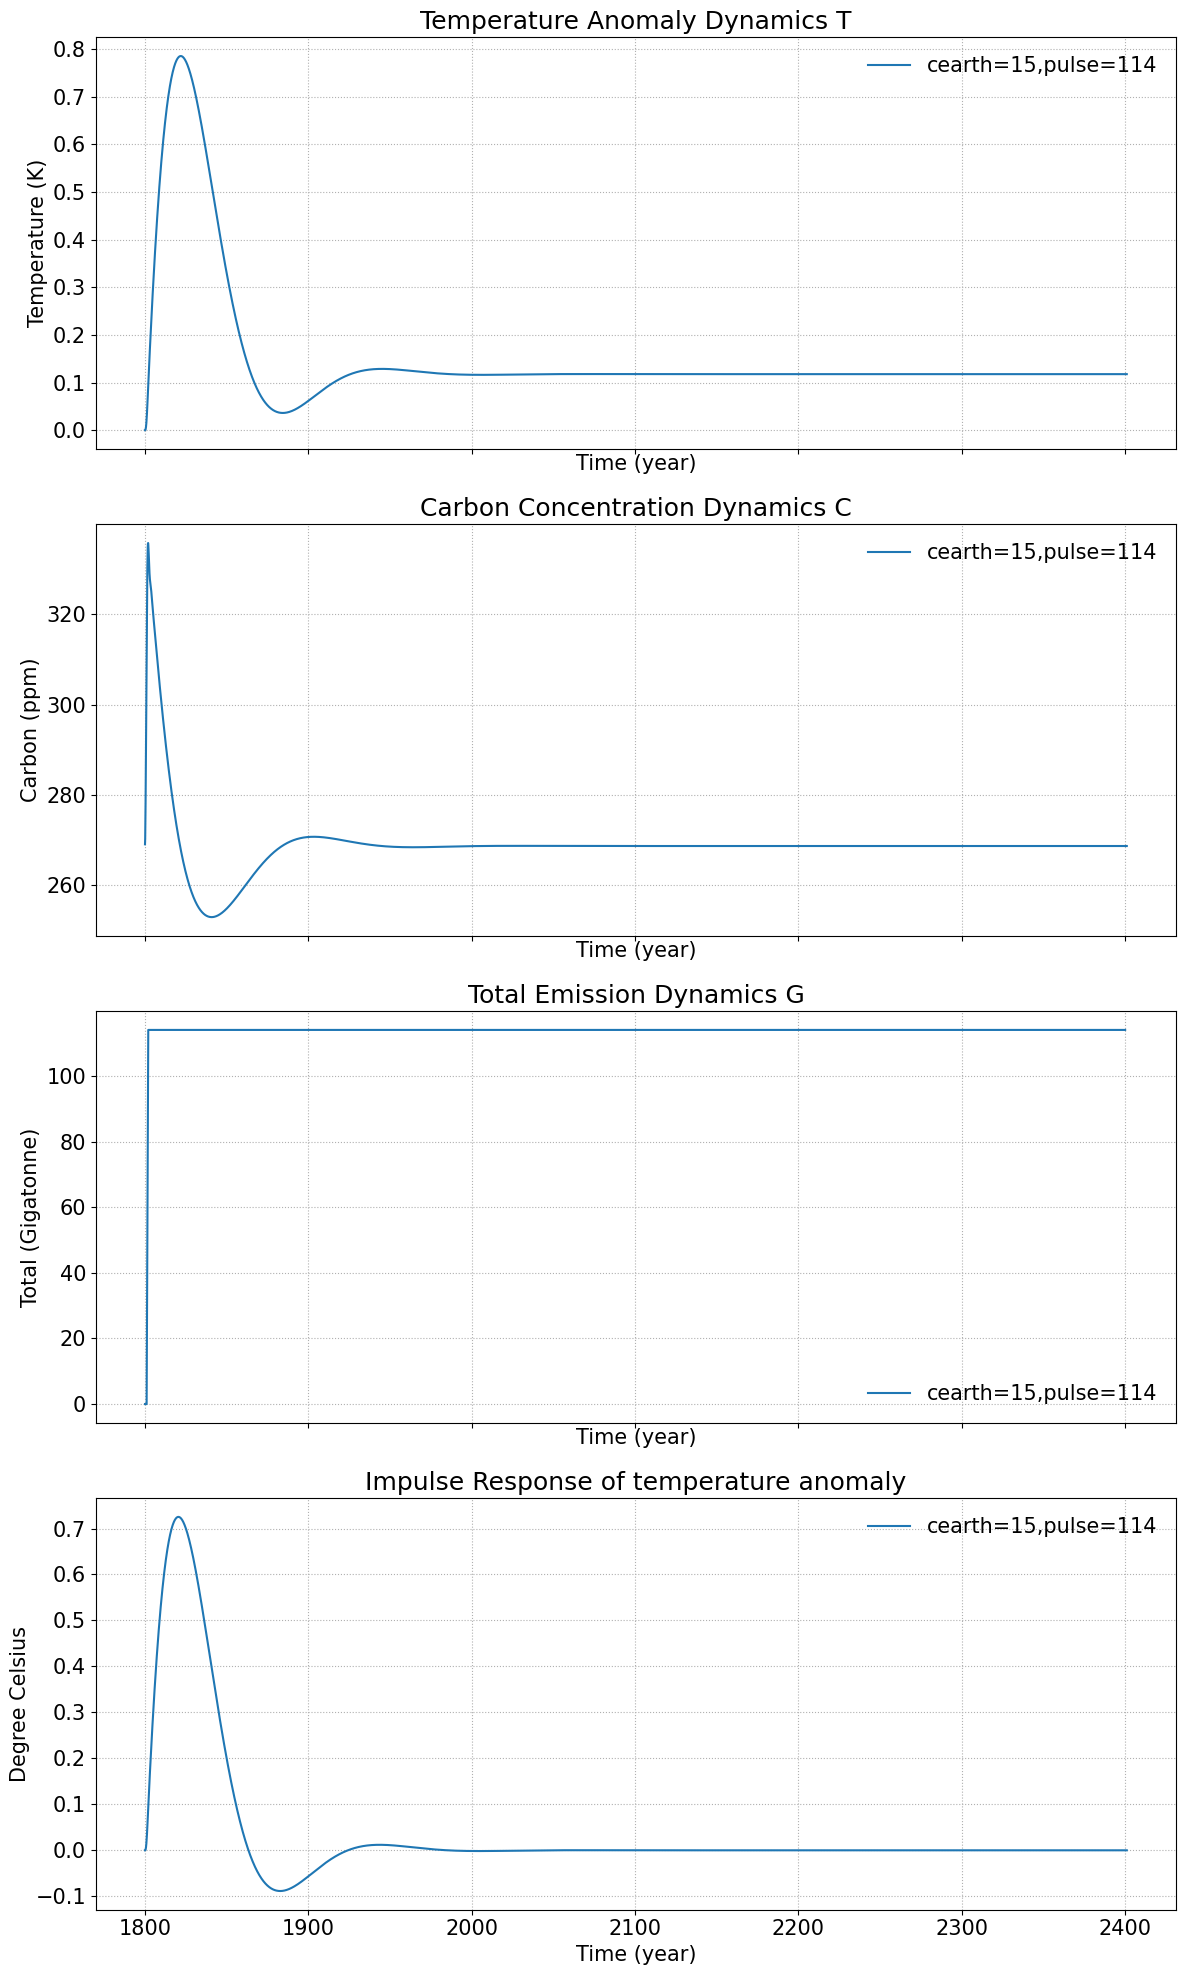 Temperature Anomaly Dynamics T
cearth=15,pulse=114
Temperature (K)
0.8
0.7
0.6
0.5
0.4
0.3
0.2
0.1
0.0
Time (year)
Carbon Concentration Dynamics C
cearth=15,pulse=114
Carbon (ppm)
320
300
280
260
Time (year)
Total Emission Dynamics G
Total (Gigatonne)
100
80
60
40
20
0
cearth=15,pulse=114
Time (year)
Impulse Response of temperature anomaly
cearth=15,pulse=114
Degree Celsius
0.7
0.6
0.5
0.4
0.3
0.2
0.1
0.0
−0.1
1800 1900 2000 2100 2200 2300 2400
Time (year)